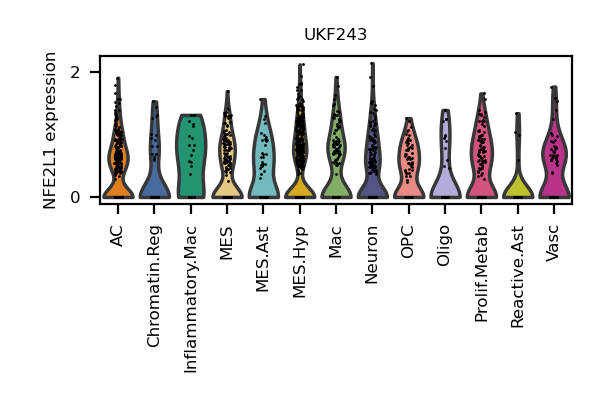 UKF243
NFE2L1 expression
2
0
AC
Chromatin.Reg
Inflammatory.Mac
MES
MES.Ast
MES.Hyp
Mac
Neuron
OPC
Oligo
Prolif.Metab
Reactive.Ast
Vasc